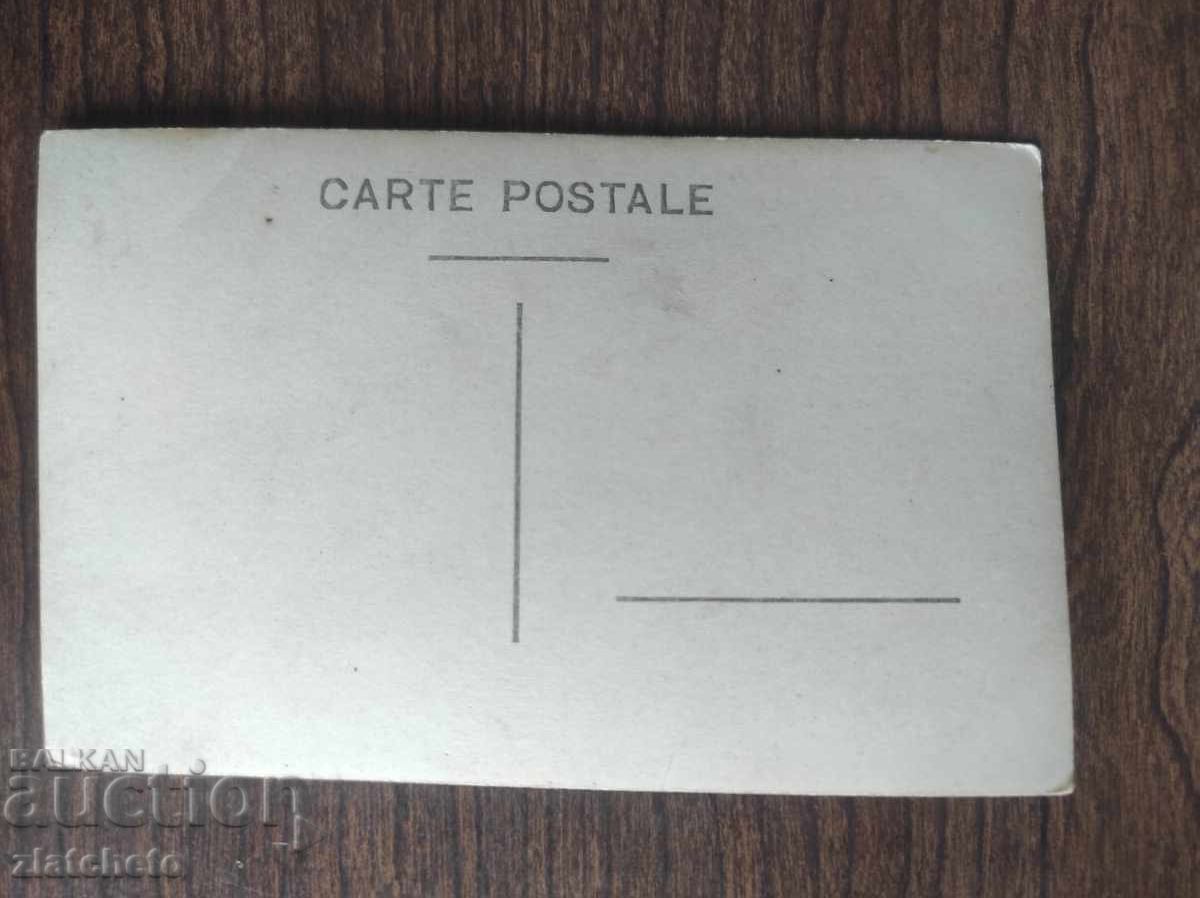 CARTE POSTALE
BALKAN
auction
zlatcheto